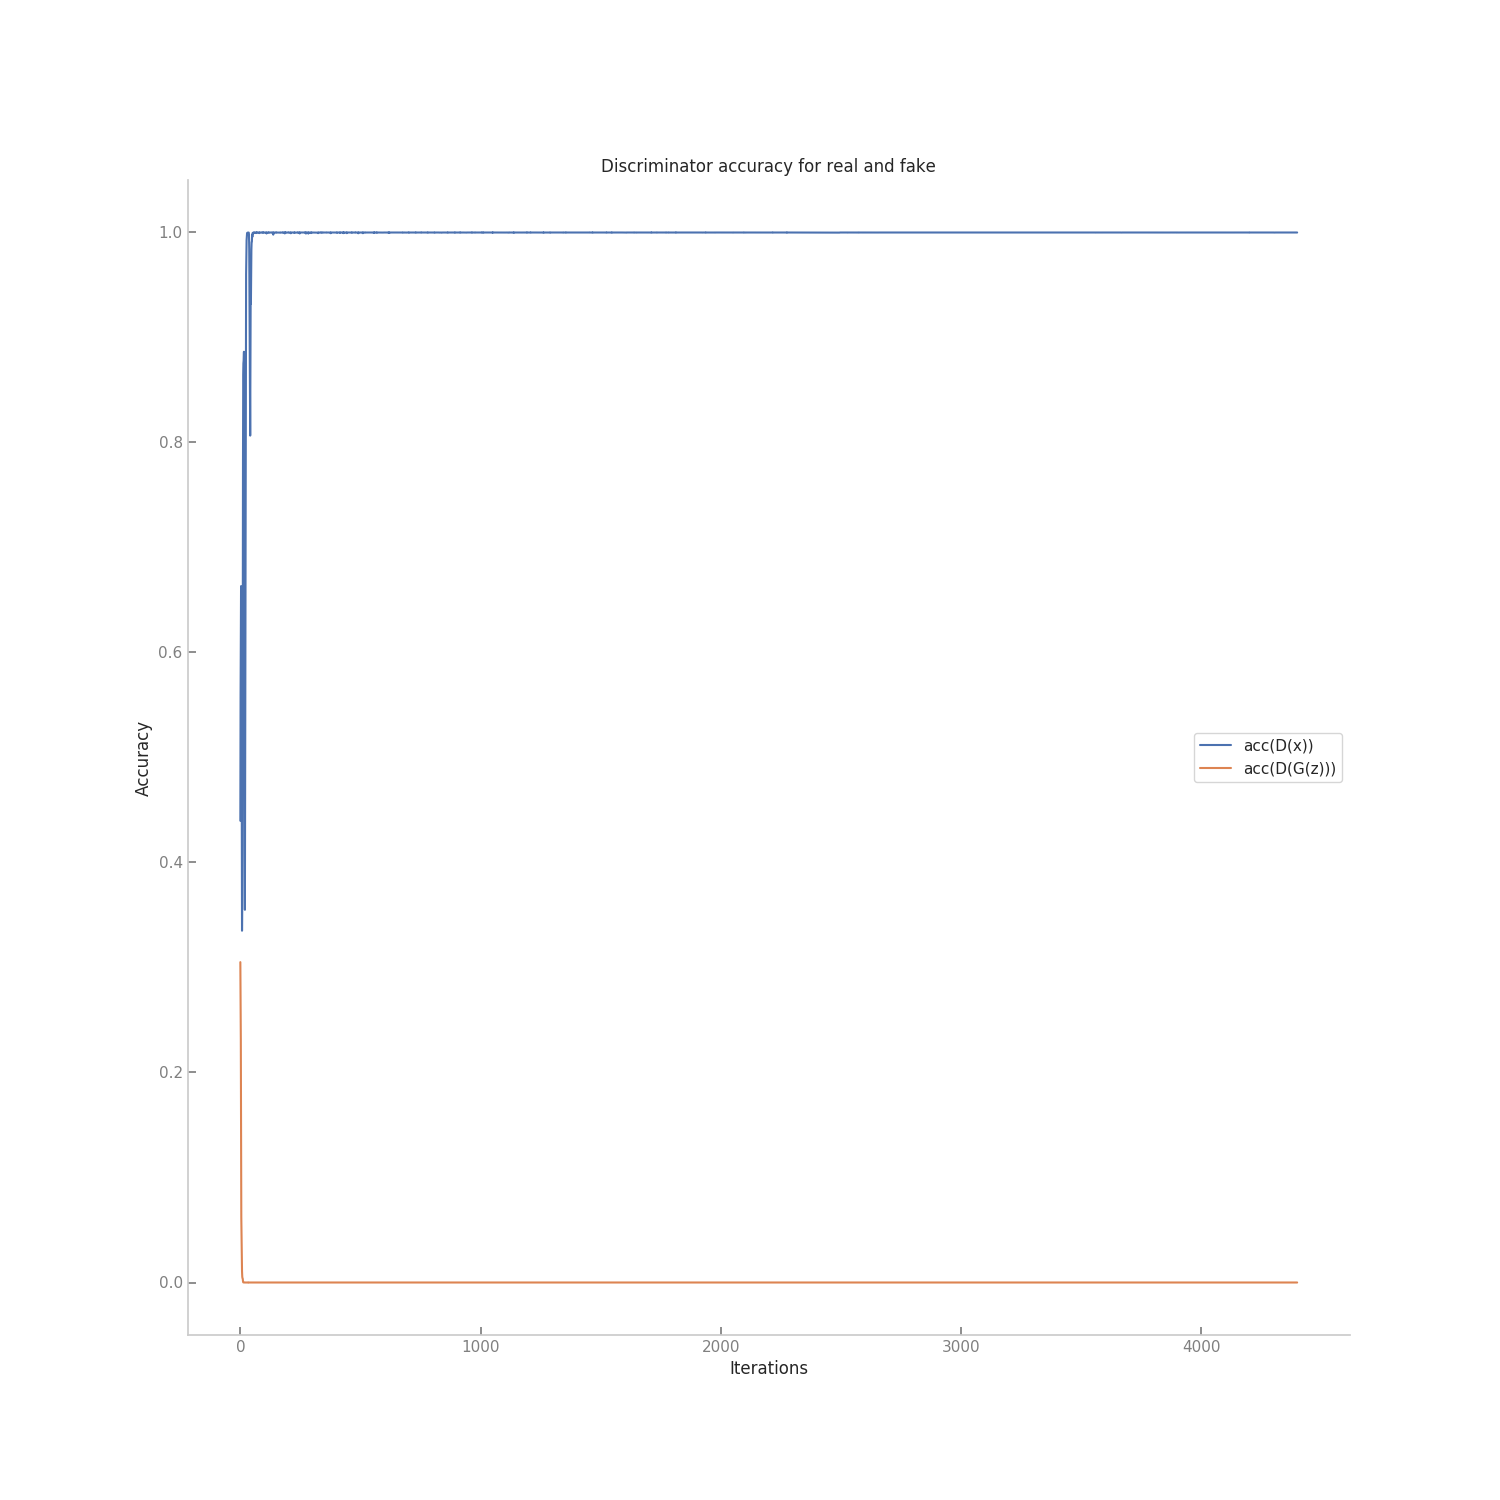 Discriminator accuracy for real and fake
1.0
0.8
0.6
0.4
0.2
0.0
Accuracy
acc(D(x))
acc(D(G(z)))
0 1000 2000 3000 4000
Iterations